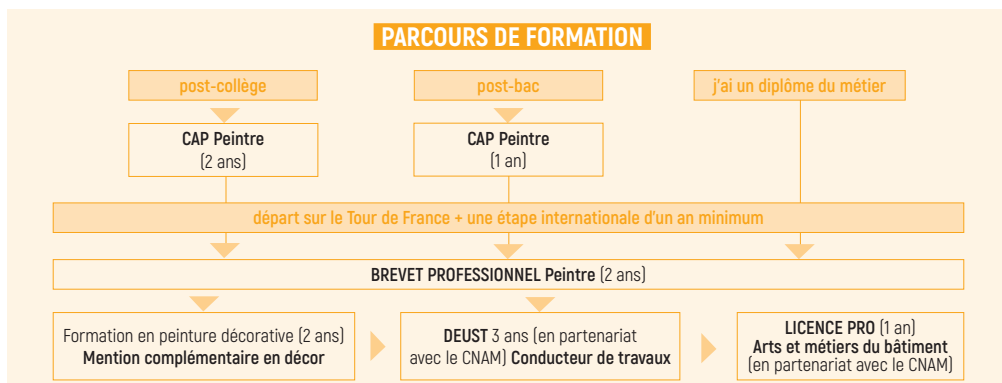 PARCOURS DE FORMATION
post-collège
post-bac
j'ai un diplôme du métier
CAP Peintre
(2 ans)
CAP Peintre
(1 an)
départ sur le Tour de France + une étape internationale d'un an minimum
BREVET PROFESSIONNEL Peintre (2 ans)
Formation en peinture décorative (2 ans)
Mention complémentaire en décor
DEUST 3 ans (en partenariat
avec le CNAM) Conducteur de travaux
LICENCE PRO (1 an)
Arts et métiers du bâtiment
(en partenariat avec le CNAM)